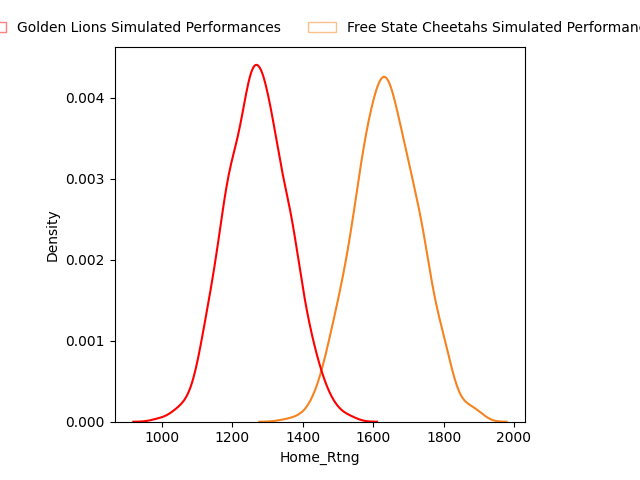 Golden Lions Simulated Performances
Free State Cheetahs Simulated Performan
0.004
0.003
0.002
0.001
0.000
Density
1000 1200 1400 1600 1800 2000
Home_Rtng